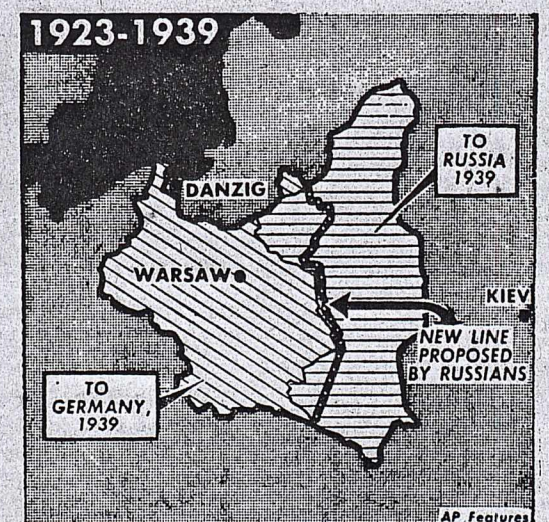 1923-1939
DANZIG
TO
RUSSIA
1939
WARSAW
KIEV
NEW LINE
PROPOSED
BY RUSSIANS
TO
GERMANY,
1939
AP Features